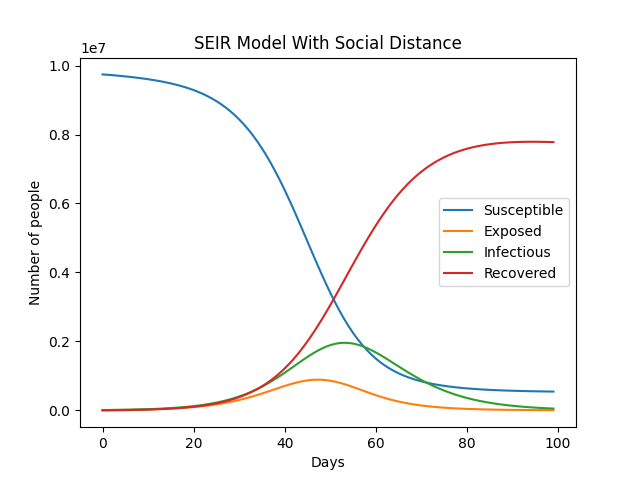 SEIR Model With Social Distance
1e7
1.0
0.8
0.6
0.4
0.2
0.0
Number of people
Susceptible
Exposed
Infectious
Recovered
0 20 40 60 80 100
Days